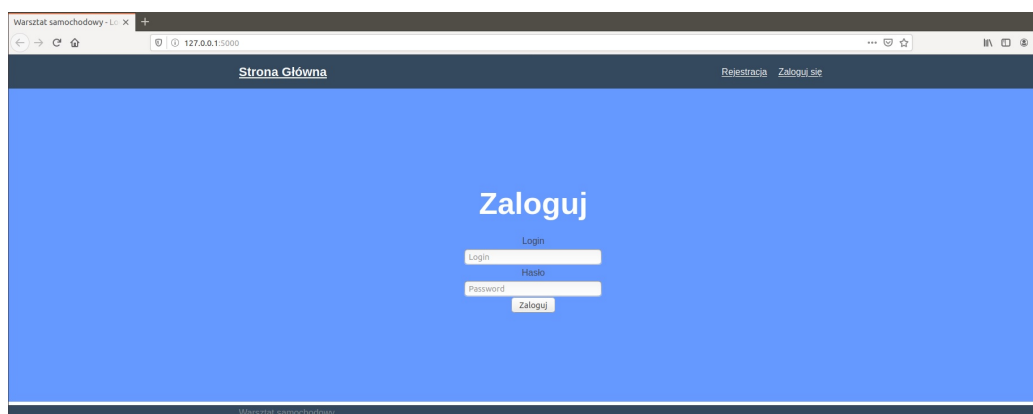 Warsztat samochodowy - Lo
127.0.0.1:5000
Strona Główna Rejestracja Zaloguj się
Zaloguj
Login
Login
Hasło
Password
Zaloguj
Warsztat samochodowy